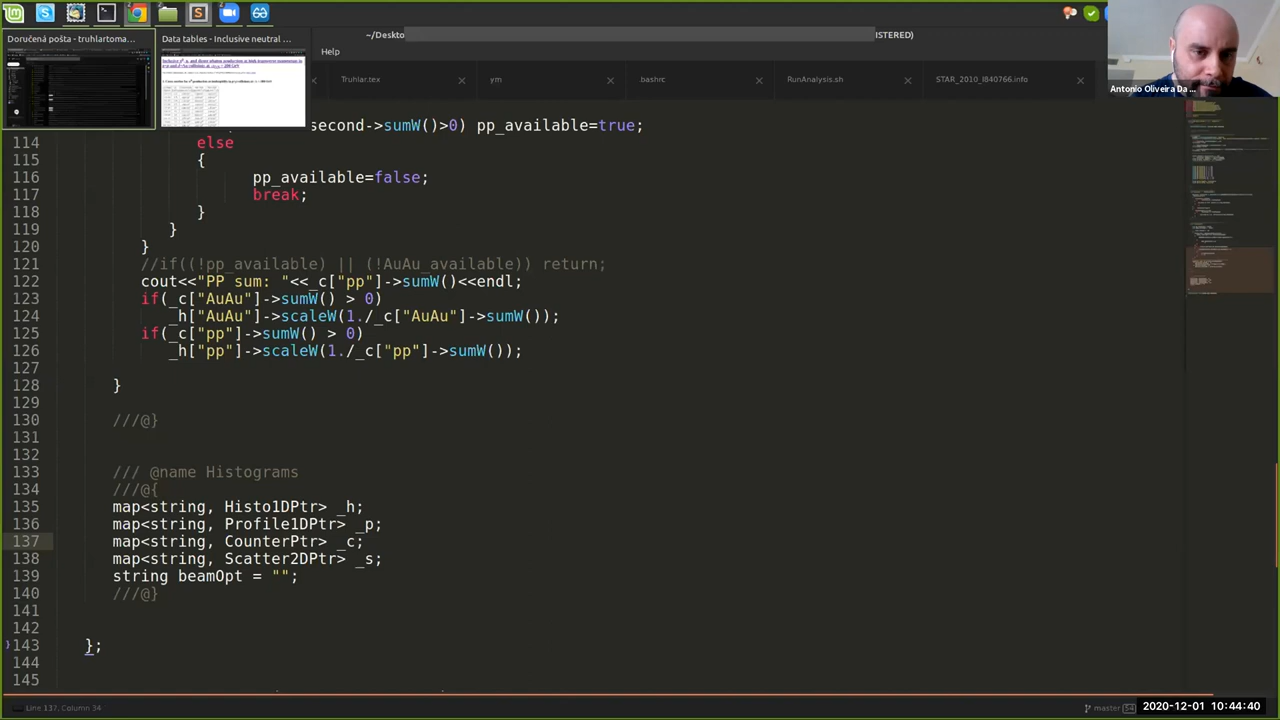 Doručená pošta - truhlartoma...
Data tables - Inclusive neutral ...
~/Deskto
ISTERED)
Help
Antonio Oliveira Da ...
Truhlar.tex
ym
RunAnalysis.sh
STAR_2010_I840766.info
second->sumW()>0) pp_available=true;
114 else
115 {
116 pp_available=false;
117 break;
118 }
119 }
120 }
121 //if((!pp_available) || (!AuAu_available)) return;
122 cout<<"PP sum: "<<_c["pp"]->sumW()<<endl;
123 if(_c["AuAu"]->sumW() > 0)
124 _h["AuAu"]->scaleW(1./_c["AuAu"]->sumW());
125 if(_c["pp"]->sumW() > 0)
126 _h["pp"]->scaleW(1./_c["pp"]->sumW());
127
128 }
129
130 ///@}
131
132
133 /// @name Histograms
134 ///@{
135 map<string, Histo1DPtr> _h;
136 map<string, Profile1DPtr> _p;
137 map<string, CounterPtr> _c;
138 map<string, Scatter2DPtr> _s;
139 string beamOpt = "";
140 ///@}
141
142
143 };
144
145
Line 137, Column 34
master 54
2020-12-01 10:44:40